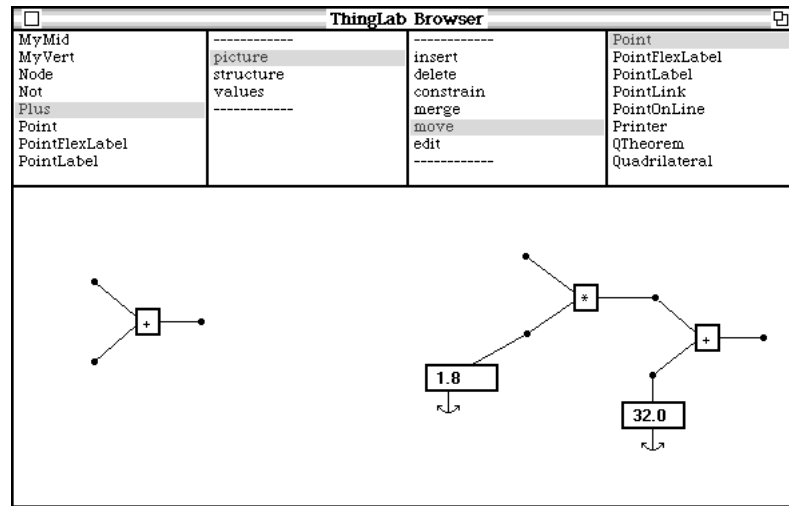 ThingLab Browser
MyMid
MyVert
Node
Not
Plus
Point
PointFlexLabel
PointLabel
------------
picture
structure
values
------------
------------
insert
delete
constrain
merge
move
edit
------------
Point
PointFlexLabel
PointLabel
PointLink
PointOnLine
Printer
QTheorem
Quadrilateral
+
*
+
1.8
32.0